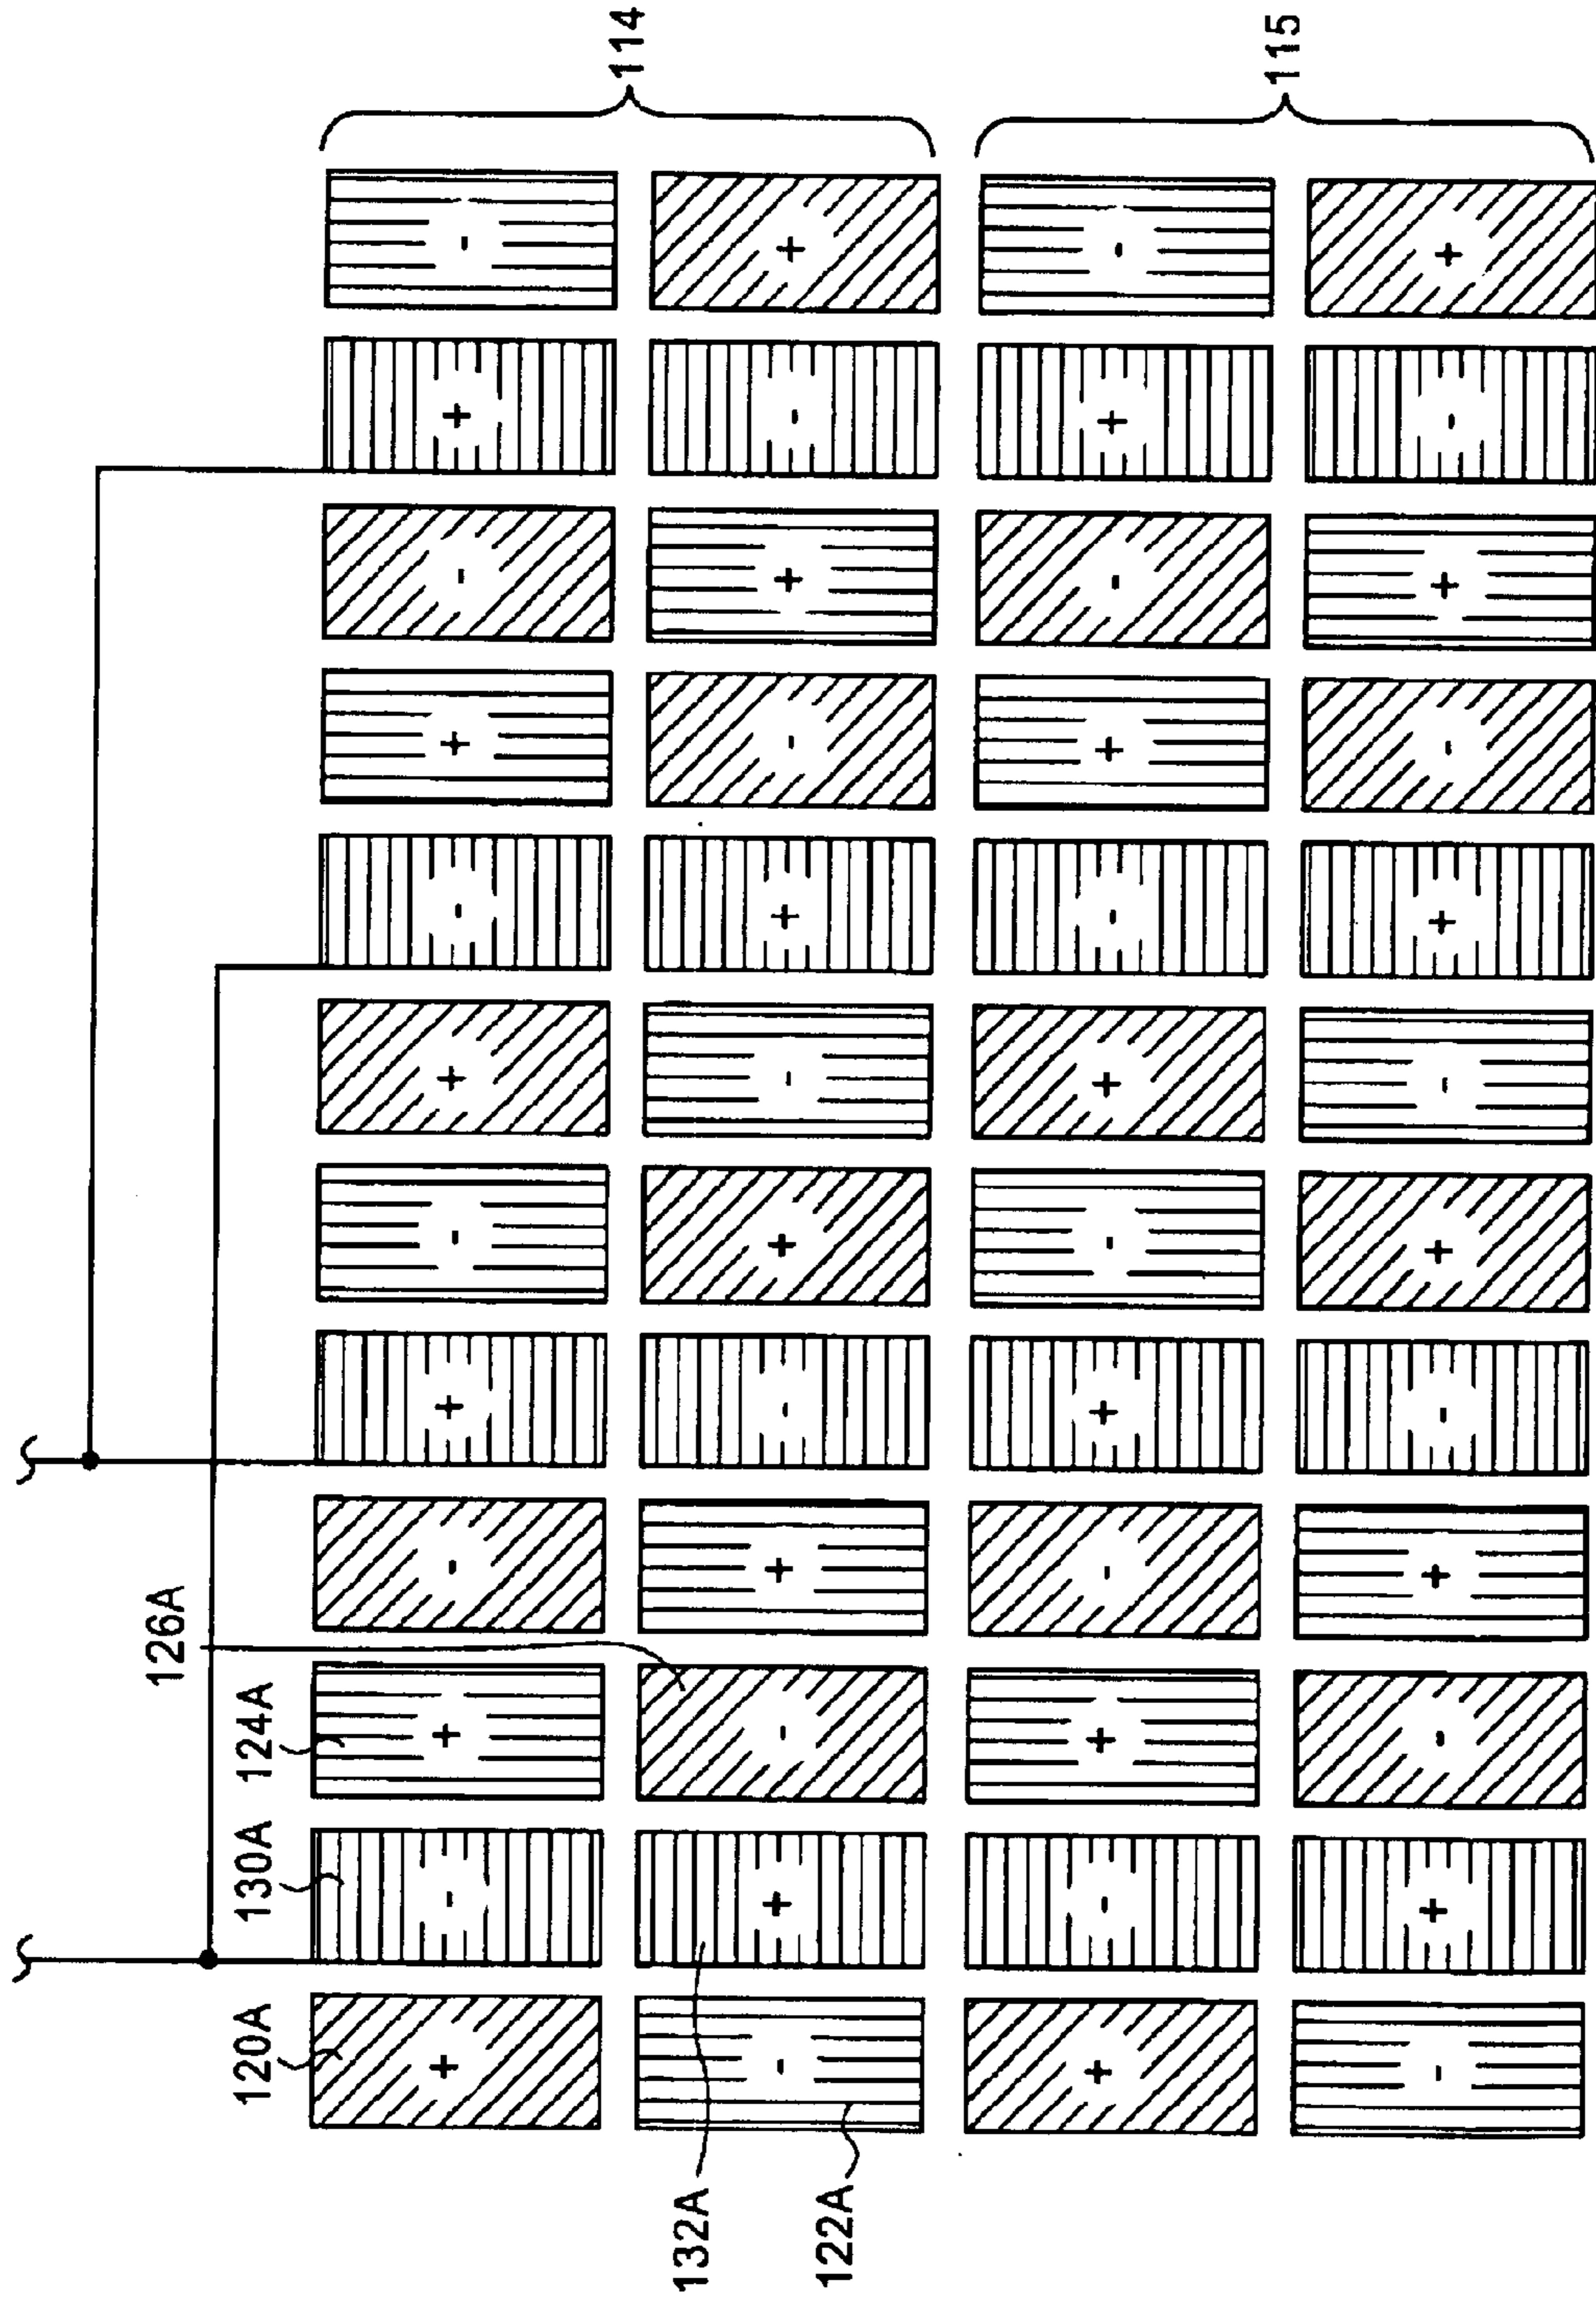 126A
120A 130A 124A
+ - + - + - + - + - + -
114
132A
- + - + - + - + - + - +
122A
+ - + - + - + - + - + -
115
- + - + - + - + - + - +